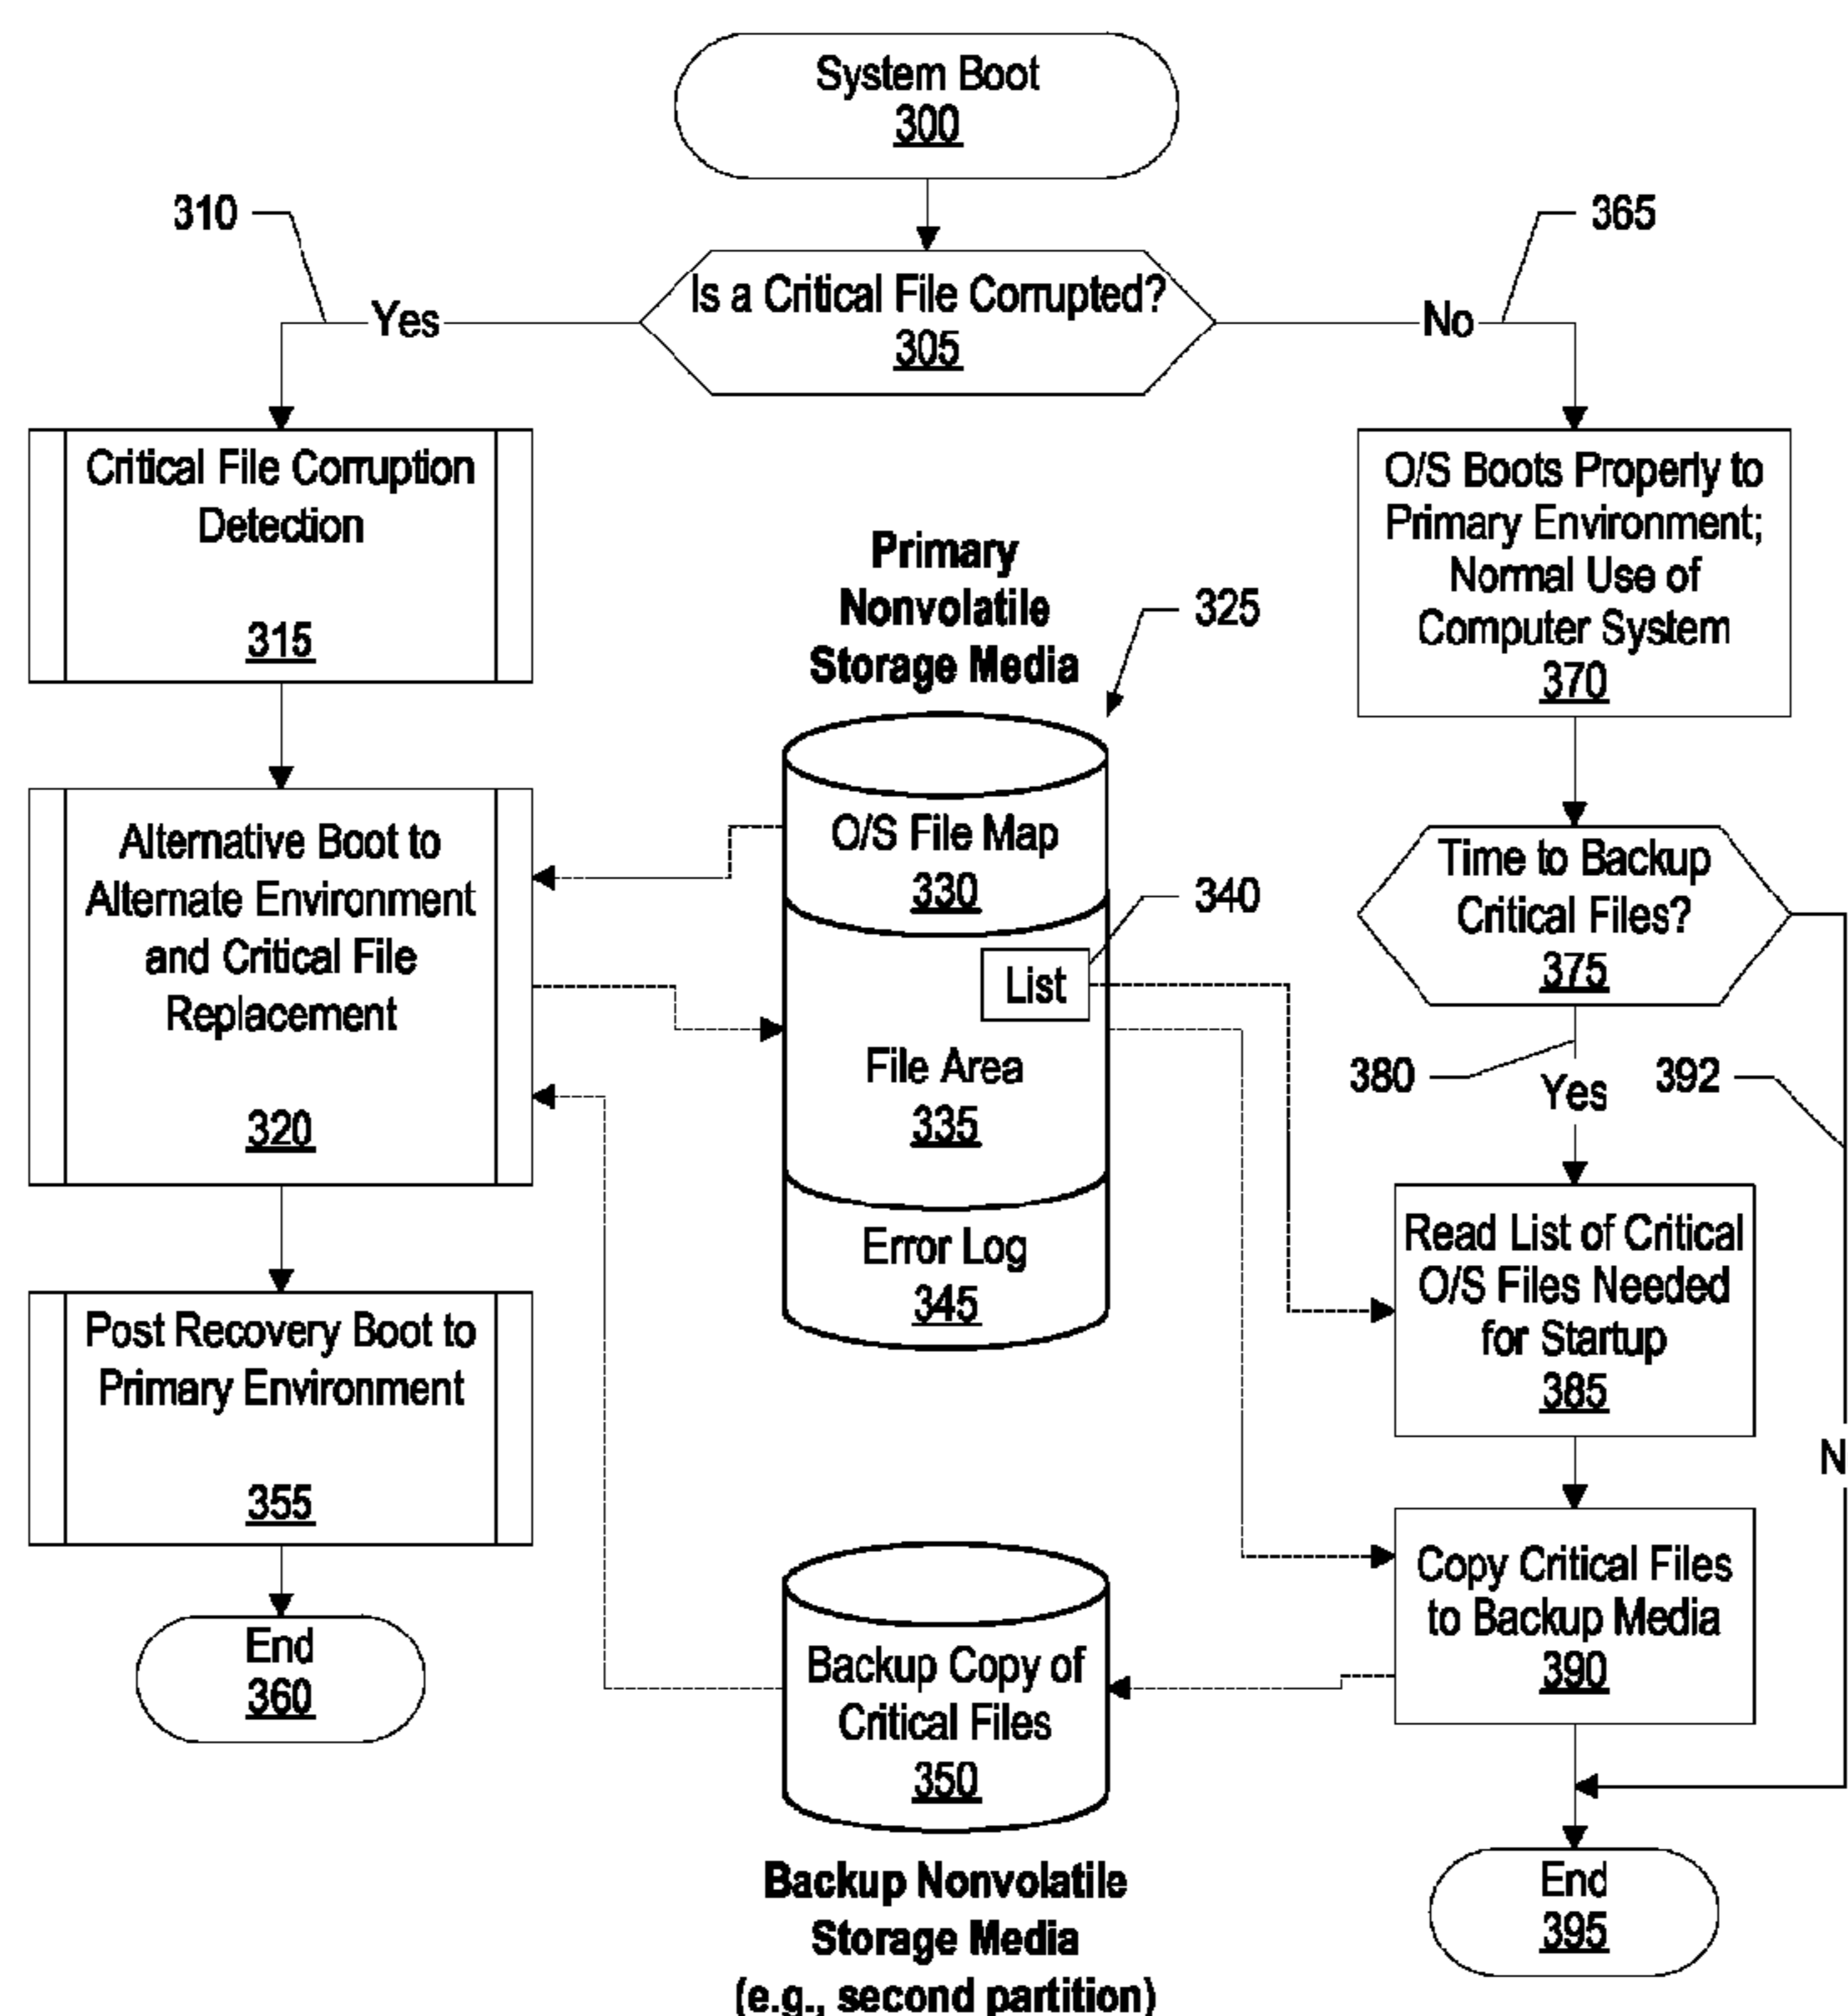 System Boot
300
310
365
Is a Critical File Corrupted?
305
Yes
No
Critical File Corruption
Detection
315
O/S Boots Properly to
Primary Environment;
Normal Use of
Computer System
370
Primary
Nonvolatile
Storage Media
325
Alternative Boot to
Alternate Environment
and Critical File
Replacement
320
O/S File Map
330
340
List
File Area
335
Error Log
345
Time to Backup
Critical Files?
375
380
Yes
392
Read List of Critical
O/S Files Needed
for Startup
385
N
Post Recovery Boot to
Primary Environment
355
End
360
Backup Copy of
Critical Files
350
Copy Critical Files
to Backup Media
390
Backup Nonvolatile
Storage Media
(e.g., second partition)
End
395